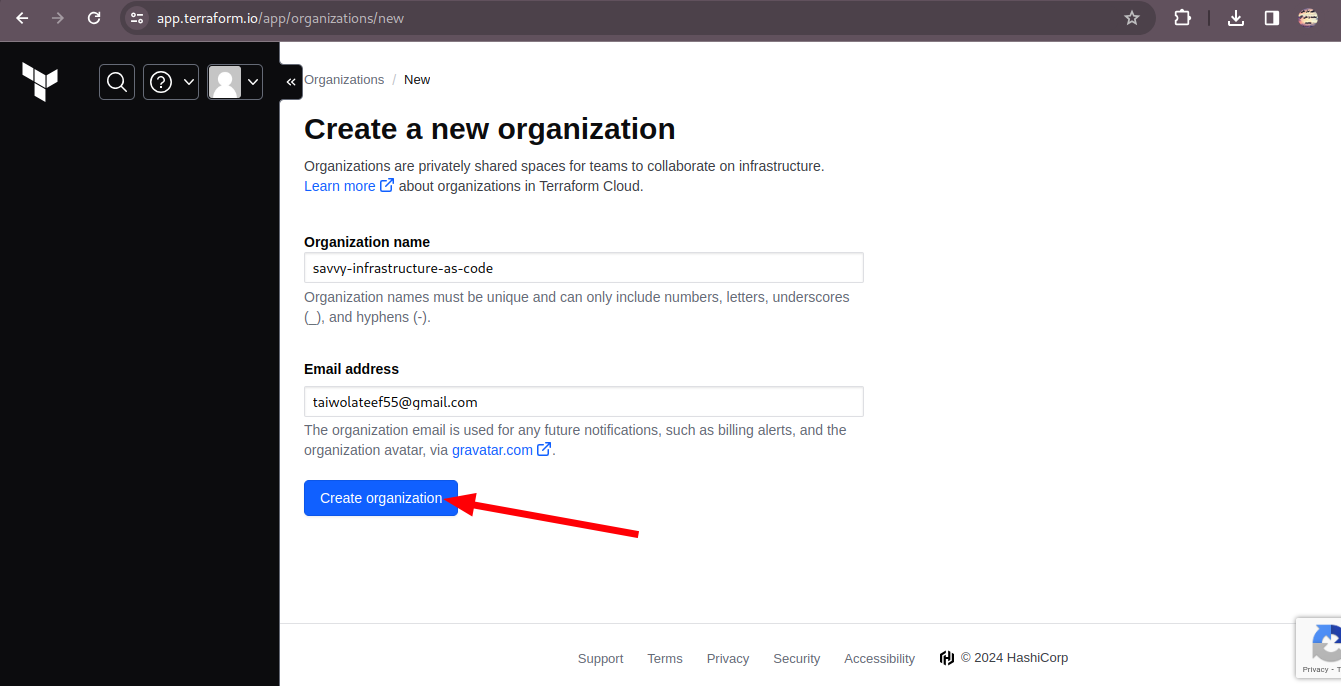 app.terraform.io/app/organizations/new
Organizations / New
Create a new organization
Organizations are privately shared spaces for teams to collaborate on infrastructure.
Learn more about organizations in Terraform Cloud.
Organization name
savvy-infrastructure-as-code
Organization names must be unique and can only include numbers, letters, underscores
(_), and hyphens (-).
Email address
taiwolateef55@gmail.com
The organization email is used for any future notifications, such as billing alerts, and the
organization avatar, via gravatar.com.
Create organization
Support Terms Privacy Security Accessibility © 2024 HashiCorp
Privacy - T